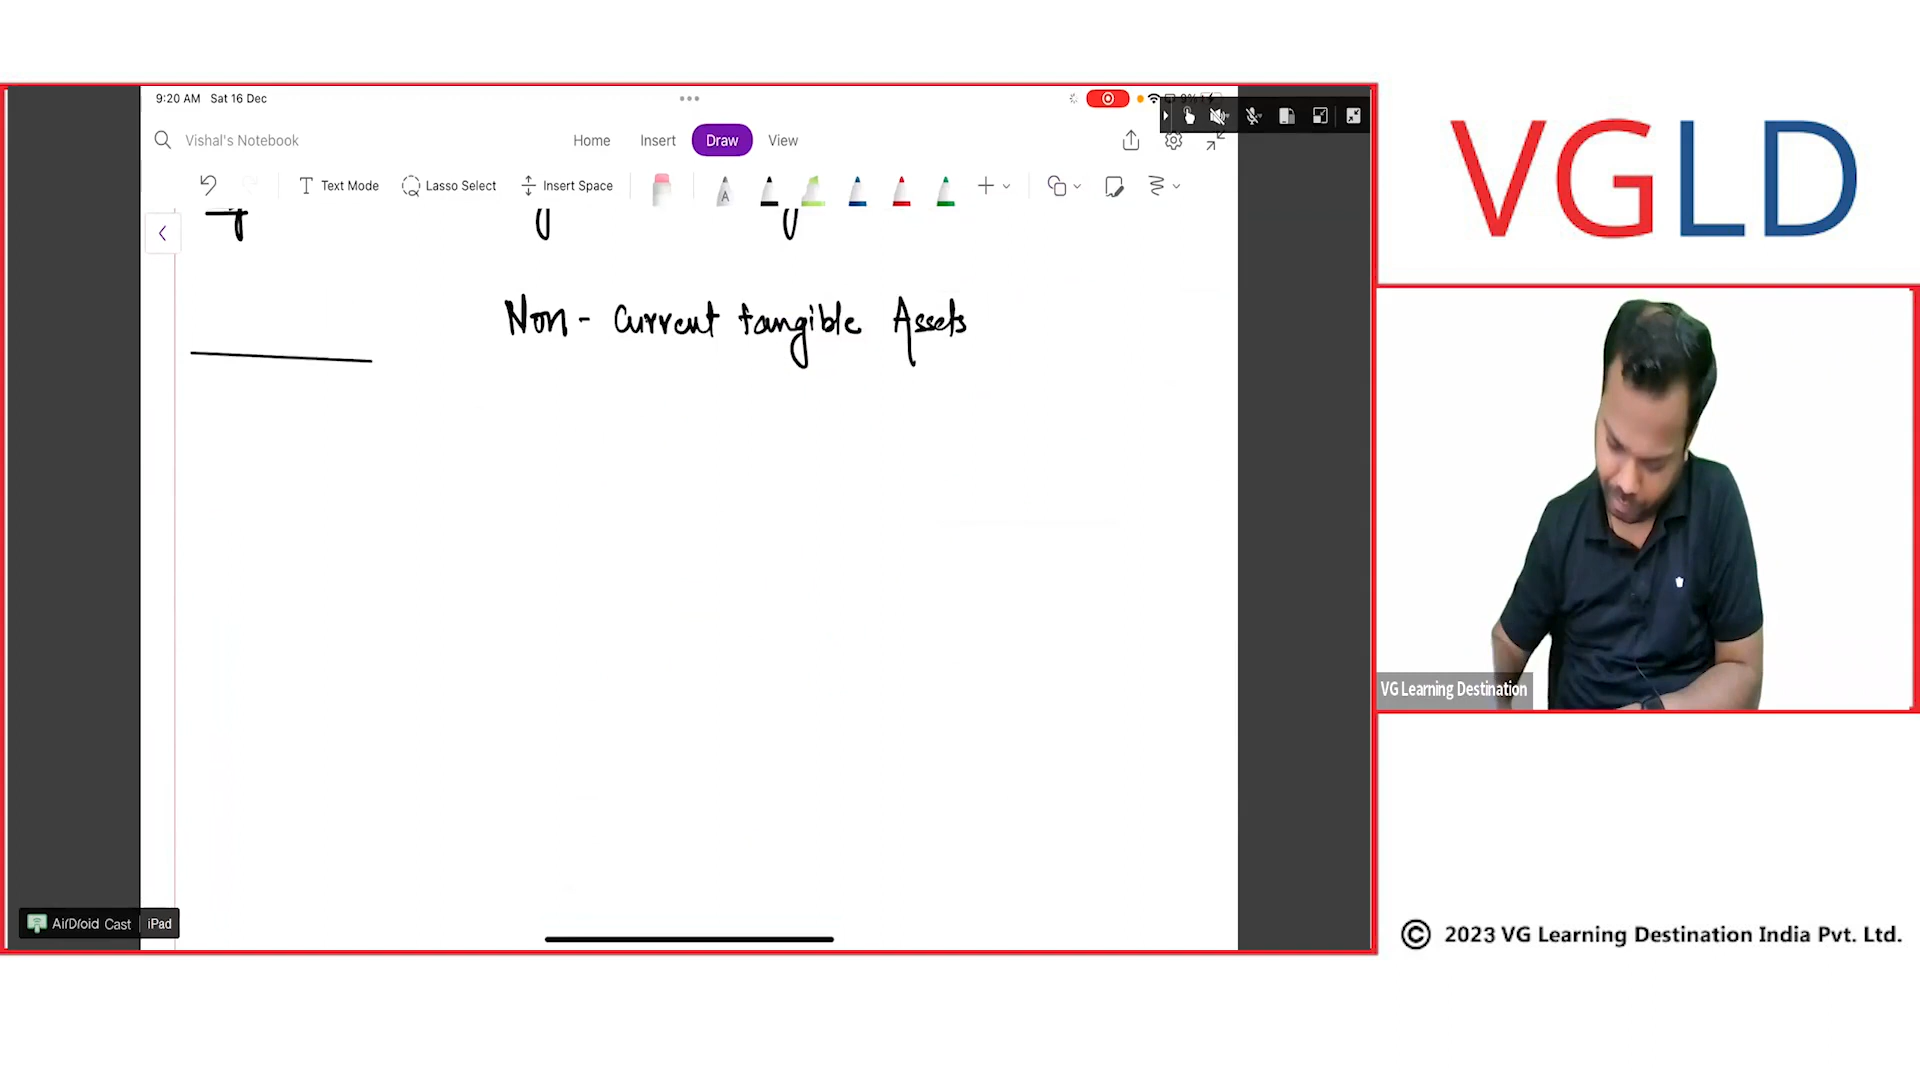 9:20 AM Sat 16 Dec
VGLD
Vishal's Notebook
Home Insert Draw View
Text Mode Lasso Select Insert Space
A
Non - Current tangible Assets
VG Learning Destination
AirDroid Cast iPad
© 2023 VG Learning Destination India Pvt. Ltd.